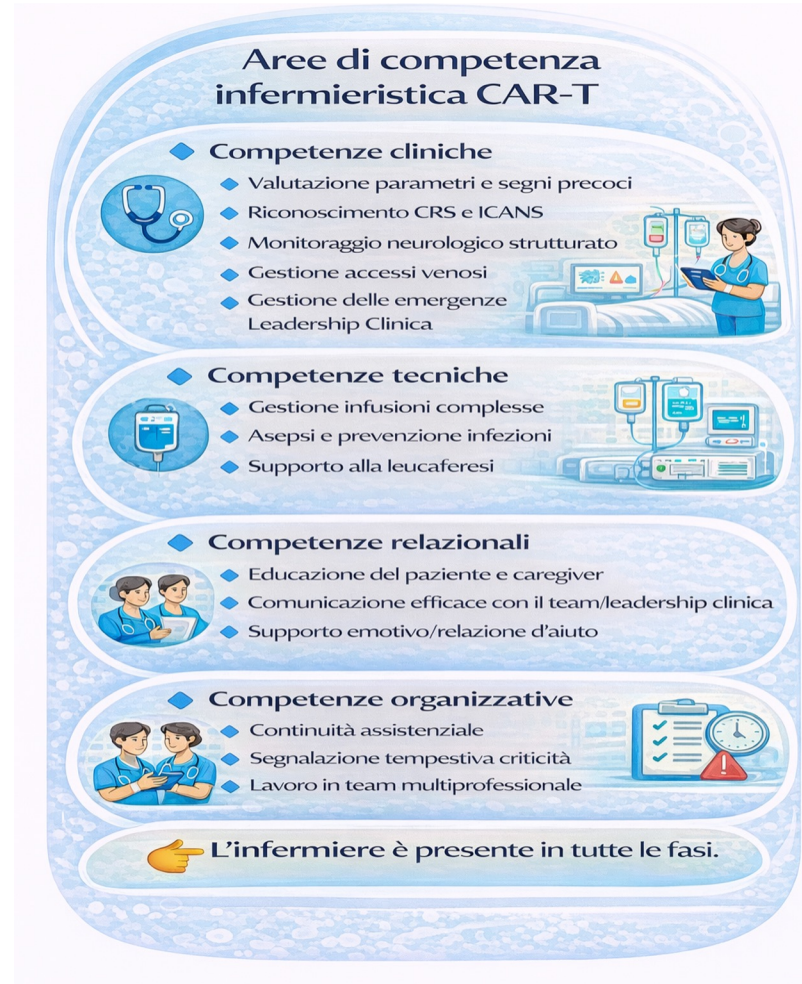 Aree di competenza
infermieristica CAR-T
Competenze cliniche
Valutazione parametri e segni precoci
Riconoscimento CRS e ICANS
Monitoraggio neurologico strutturato
Gestione accessi venosi
Gestione delle emergenze
Leadership Clinica
Competenze tecniche
Gestione infusioni complesse
Asepsi e prevenzione infezioni
Supporto alla leucaferesi
Competenze relazionali
Educazione del paziente e caregiver
Comunicazione efficace con il team/leadership clinica
Supporto emotivo/relazione d'aiuto
Competenze organizzative
Continuità assistenziale
Segnalazione tempestiva criticità
Lavoro in team multiprofessionale
L'infermiere è presente in tutte le fasi.